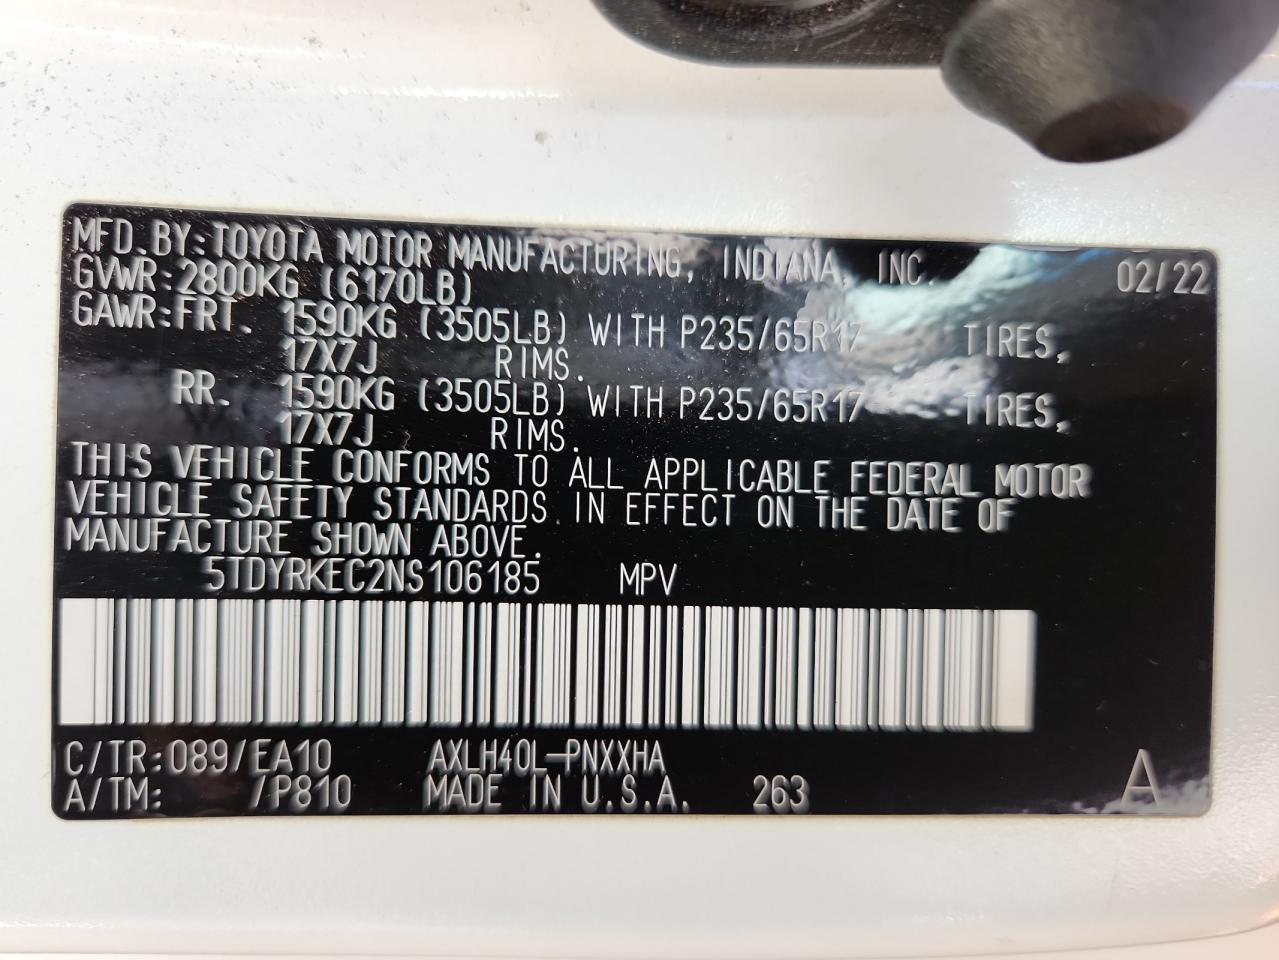 MFD.BY:TOYOTA MOTOR MANUFACTURING, INDIANA, INC. 02/22
GVWR:2800KG (6170LB)
GAWR:FRT. 1590KG (3505LB) WITH P235/65R17 TIRES,
17X7J RIMS.
RR. 1590KG (3505LB) WITH P235/65R17 TIRES,
17X7J RIMS.
THIS VEHICLE CONFORMS TO ALL APPLICABLE FEDERAL MOTOR
VEHICLE SAFETY STANDARDS IN EFFECT ON THE DATE OF
MANUFACTURE SHOWN ABOVE.
5TDYRKEC2NS106185 MPV
C/TR:089/EA10 AXLH40L-PNXXHA A
A/TM: /P810 MADE IN U.S.A. 263